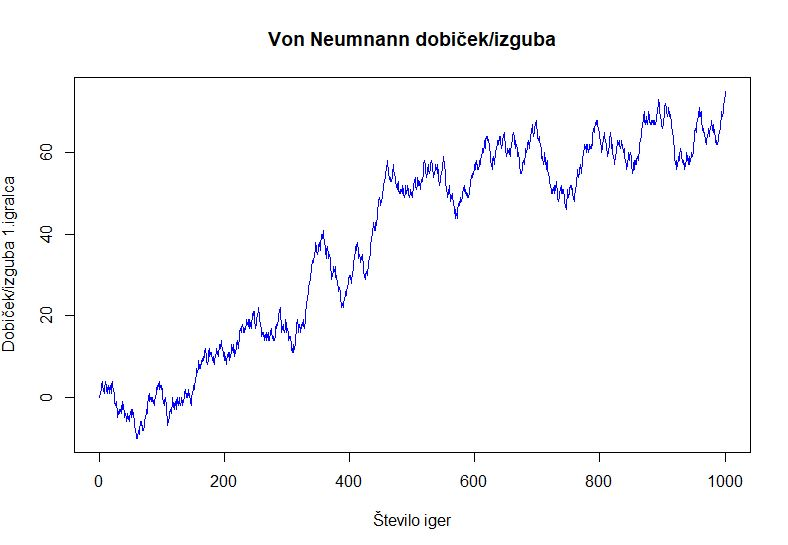 Von Neumnann dobiček/izguba
Dobiček/izguba 1.igralca
60
40
20
0
0 200 400 600 800 1000
Število iger